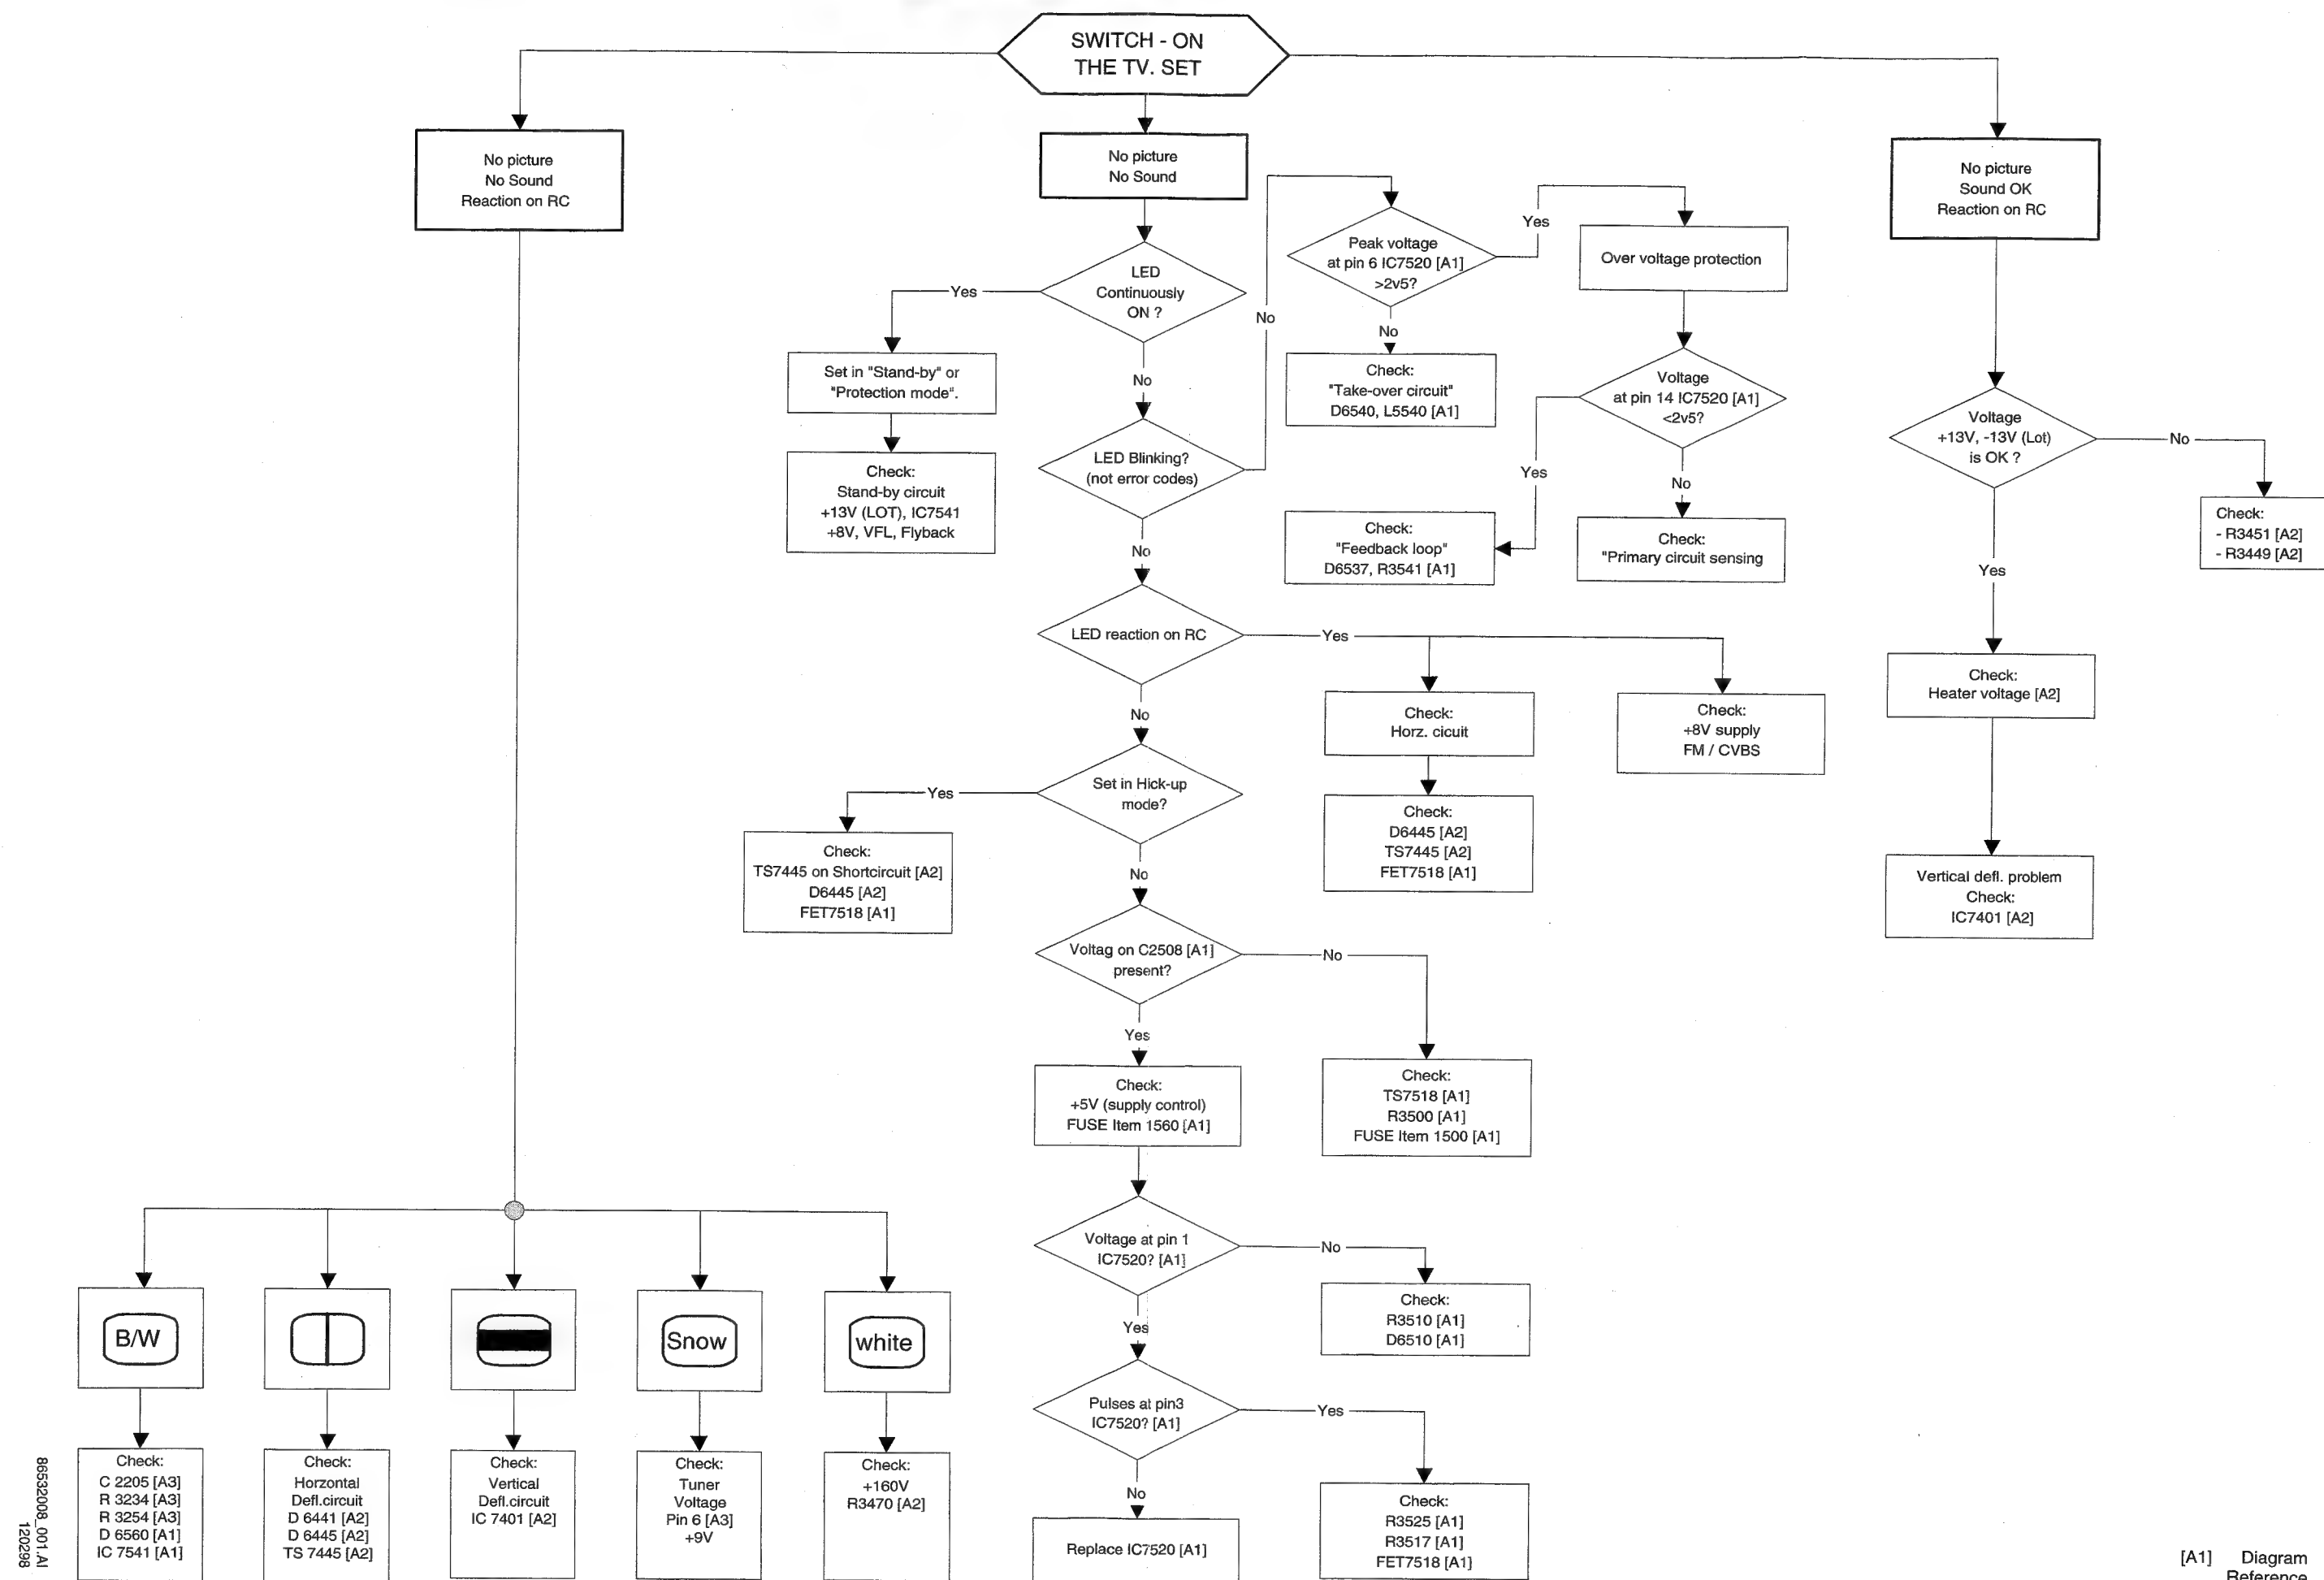 SWITCH - ON
THE TV. SET
No picture
No Sound
Reaction on RC
No picture
No Sound
No picture
Sound OK
Reaction on RC
LED
Continuously
ON ?
Yes
No
Set in "Stand-by" or
"Protection mode".
Check:
Stand-by circuit
+13V (LOT), IC7541
+8V, VFL, Flyback
LED Blinking?
(not error codes)
No
No
Peak voltage
at pin 6 IC7520 [A1]
>2v5?
Yes
No
Check:
"Take-over circuit"
D6540, L5540 [A1]
Over voltage protection
Voltage
at pin 14 IC7520 [A1]
<2v5?
Yes
No
Check:
"Feedback loop"
D6537, R3541 [A1]
Check:
"Primary circuit sensing
Voltage
+13V, -13V (Lot)
is OK ?
No
Yes
Check:
- R3451 [A2]
- R3449 [A2]
Check:
Heater voltage [A2]
Vertical defl. problem
Check:
IC7401 [A2]
LED reaction on RC
Yes
No
Check:
Horz. cicuit
Check:
+8V supply
FM / CVBS
Check:
D6445 [A2]
TS7445 [A2]
FET7518 [A1]
Set in Hick-up
mode?
Yes
No
Check:
TS7445 on Shortcircuit [A2]
D6445 [A2]
FET7518 [A1]
Voltag on C2508 [A1]
present?
No
Yes
Check:
+5V (supply control)
FUSE Item 1560 [A1]
Check:
TS7518 [A1]
R3500 [A1]
FUSE Item 1500 [A1]
Voltage at pin 1
IC7520? [A1]
No
Yes
Check:
R3510 [A1]
D6510 [A1]
Pulses at pin3
IC7520? [A1]
Yes
No
Check:
R3525 [A1]
R3517 [A1]
FET7518 [A1]
Replace IC7520 [A1]
B/W
Snow
white
Check:
C 2205 [A3]
R 3234 [A3]
R 3254 [A3]
D 6560 [A1]
IC 7541 [A1]
Check:
Horzontal
Defl.circuit
D 6441 [A2]
D 6445 [A2]
TS 7445 [A2]
Check:
Vertical
Defl.circuit
IC 7401 [A2]
Check:
Tuner
Voltage
Pin 6 [A3]
+9V
Check:
+160V
R3470 [A2]
86532008_001.AI
120298
[A1] Diagram
Reference